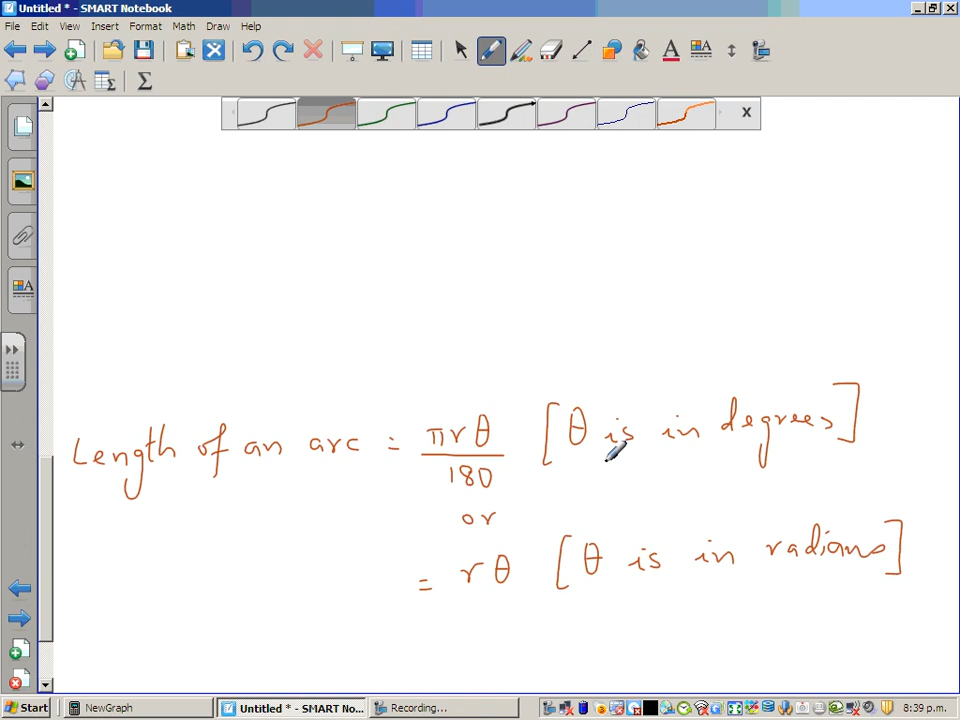 Untitled * - SMART Notebook
File Edit View Insert Format Math Draw Help
Length of an arc = πrθ/180 [θ is in degrees]
or
= rθ [θ is in radians]
Start NewGraph Untitled * - SMART No... Recording... 8:39 p.m.